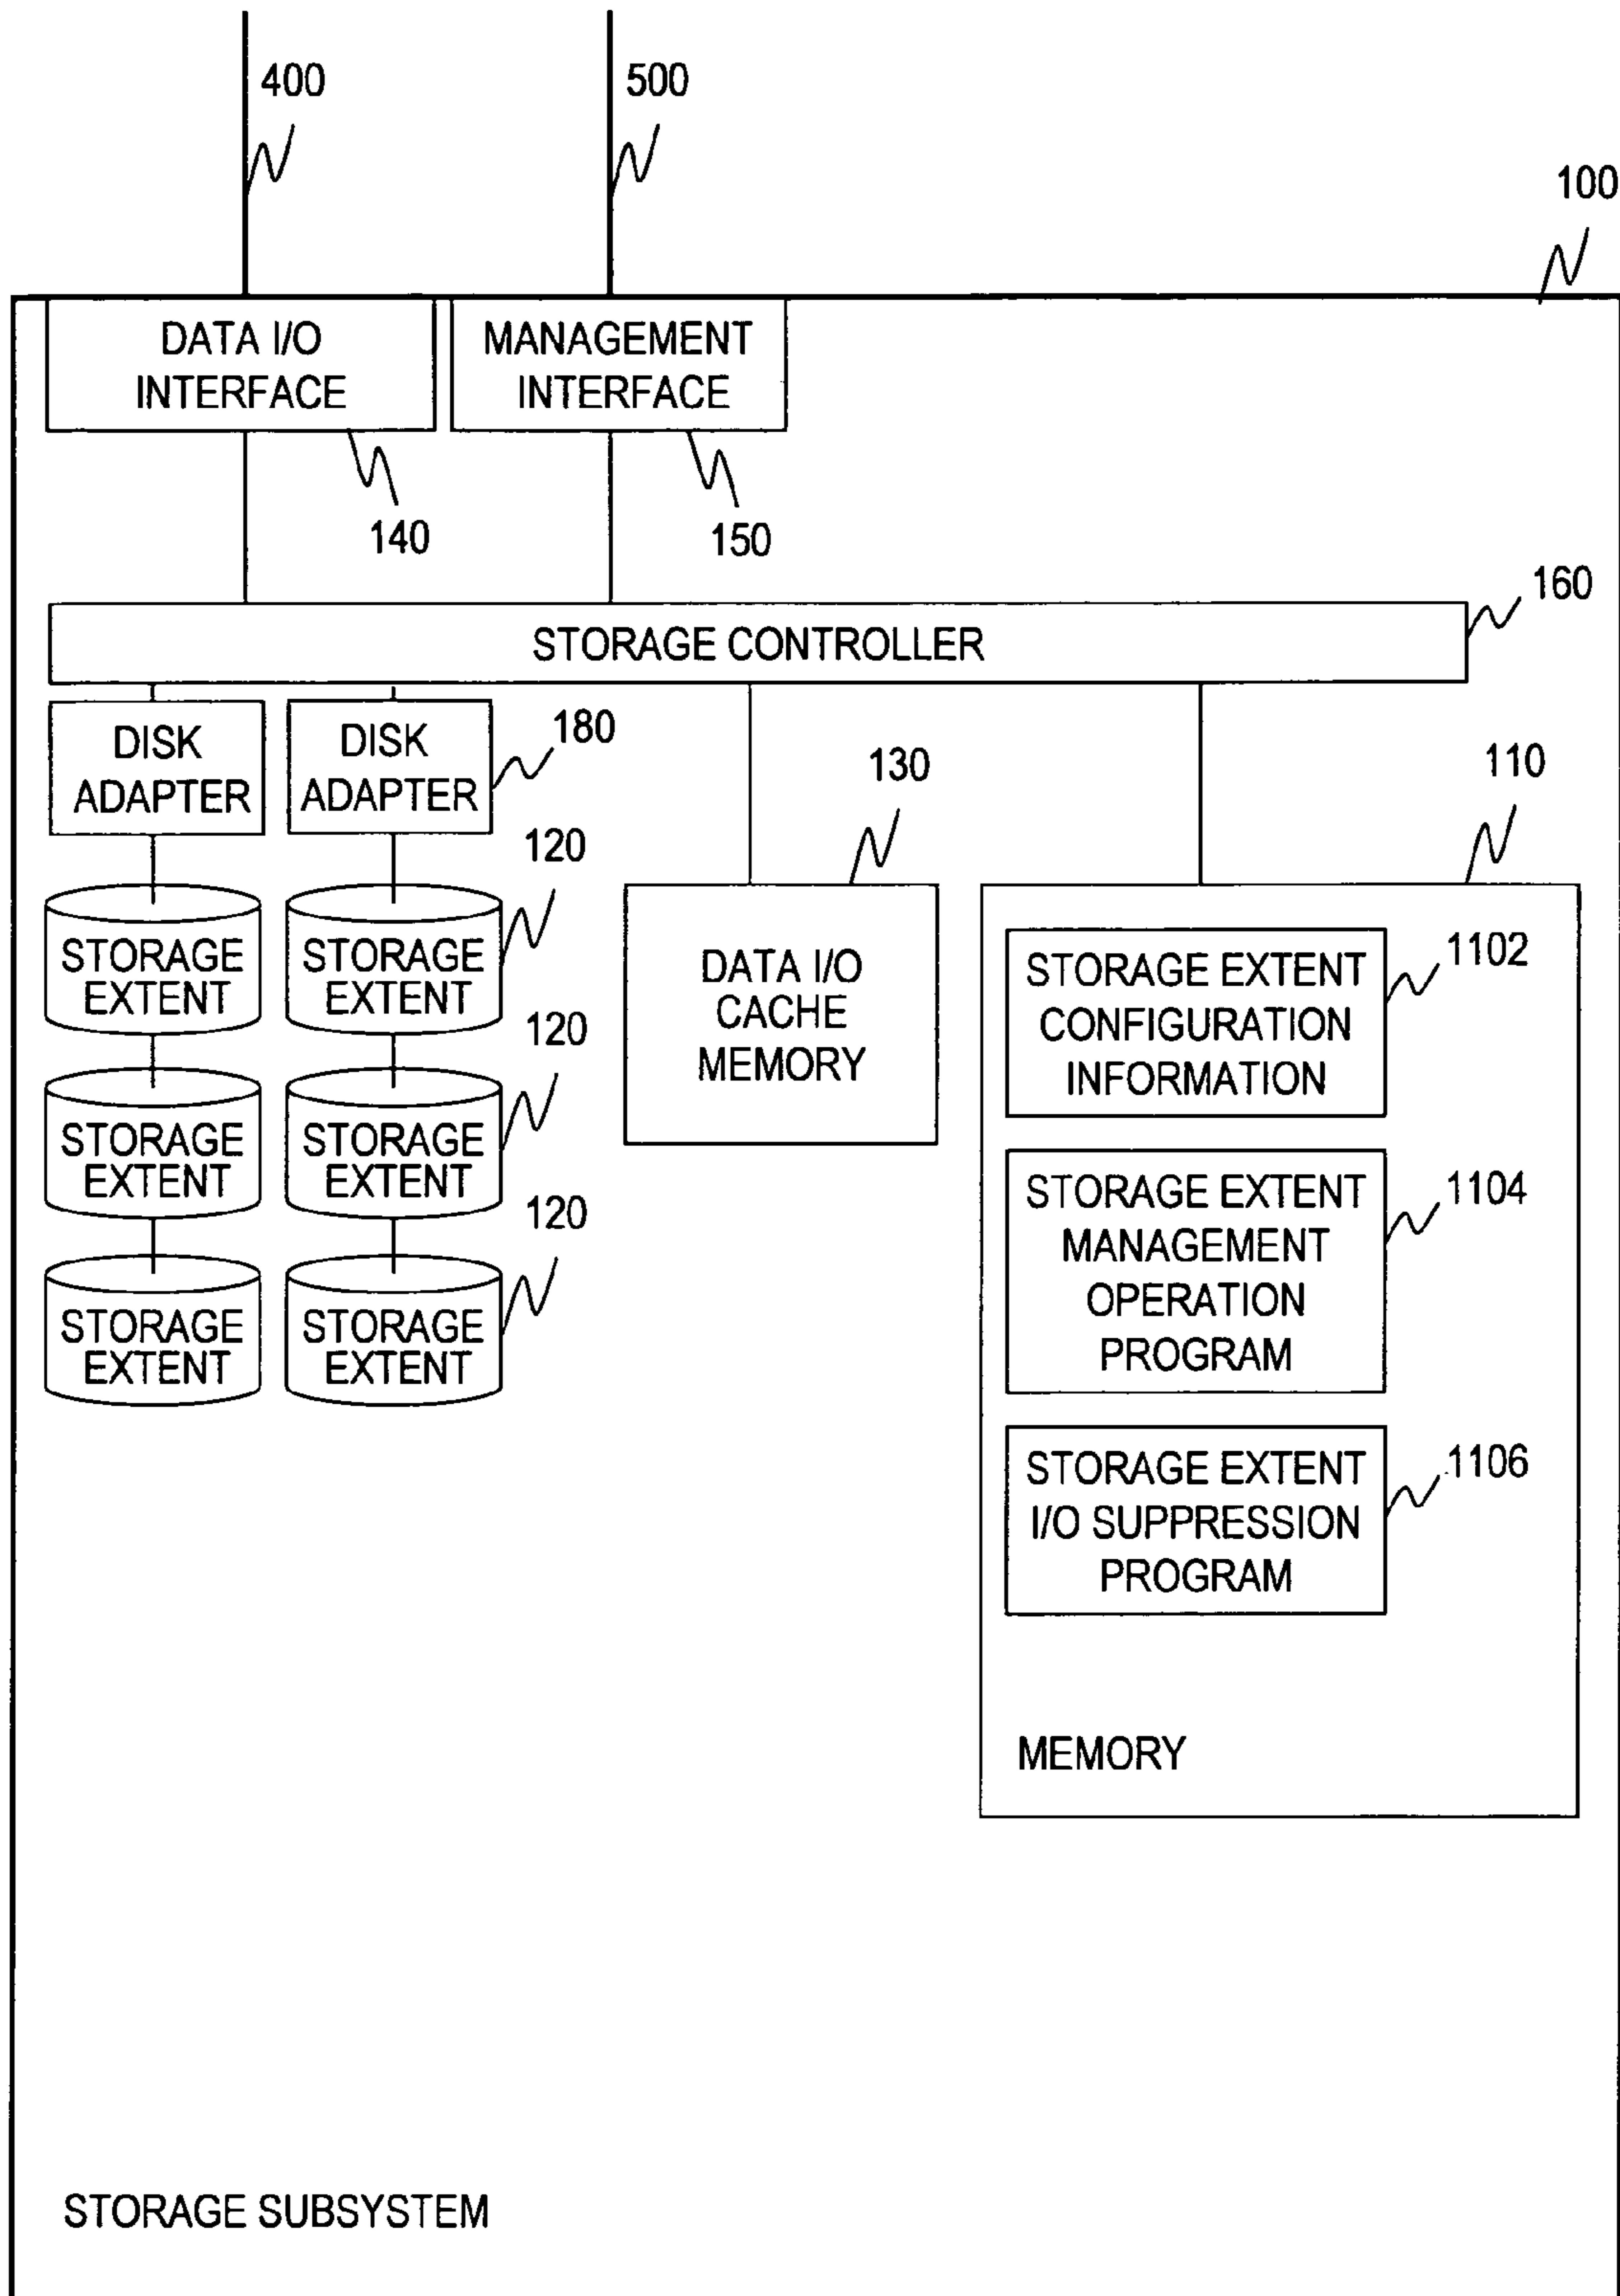 400
500
100
DATA I/O
INTERFACE
MANAGEMENT
INTERFACE
140
150
160
STORAGE CONTROLLER
DISK
ADAPTER
DISK
ADAPTER
180
130
110
120
STORAGE
EXTENT
STORAGE
EXTENT
DATA I/O
CACHE
MEMORY
STORAGE EXTENT
CONFIGURATION
INFORMATION
1102
120
STORAGE
EXTENT
STORAGE
EXTENT
STORAGE EXTENT
MANAGEMENT
OPERATION
PROGRAM
1104
120
STORAGE
EXTENT
STORAGE
EXTENT
STORAGE EXTENT
I/O SUPPRESSION
PROGRAM
1106
MEMORY
STORAGE SUBSYSTEM